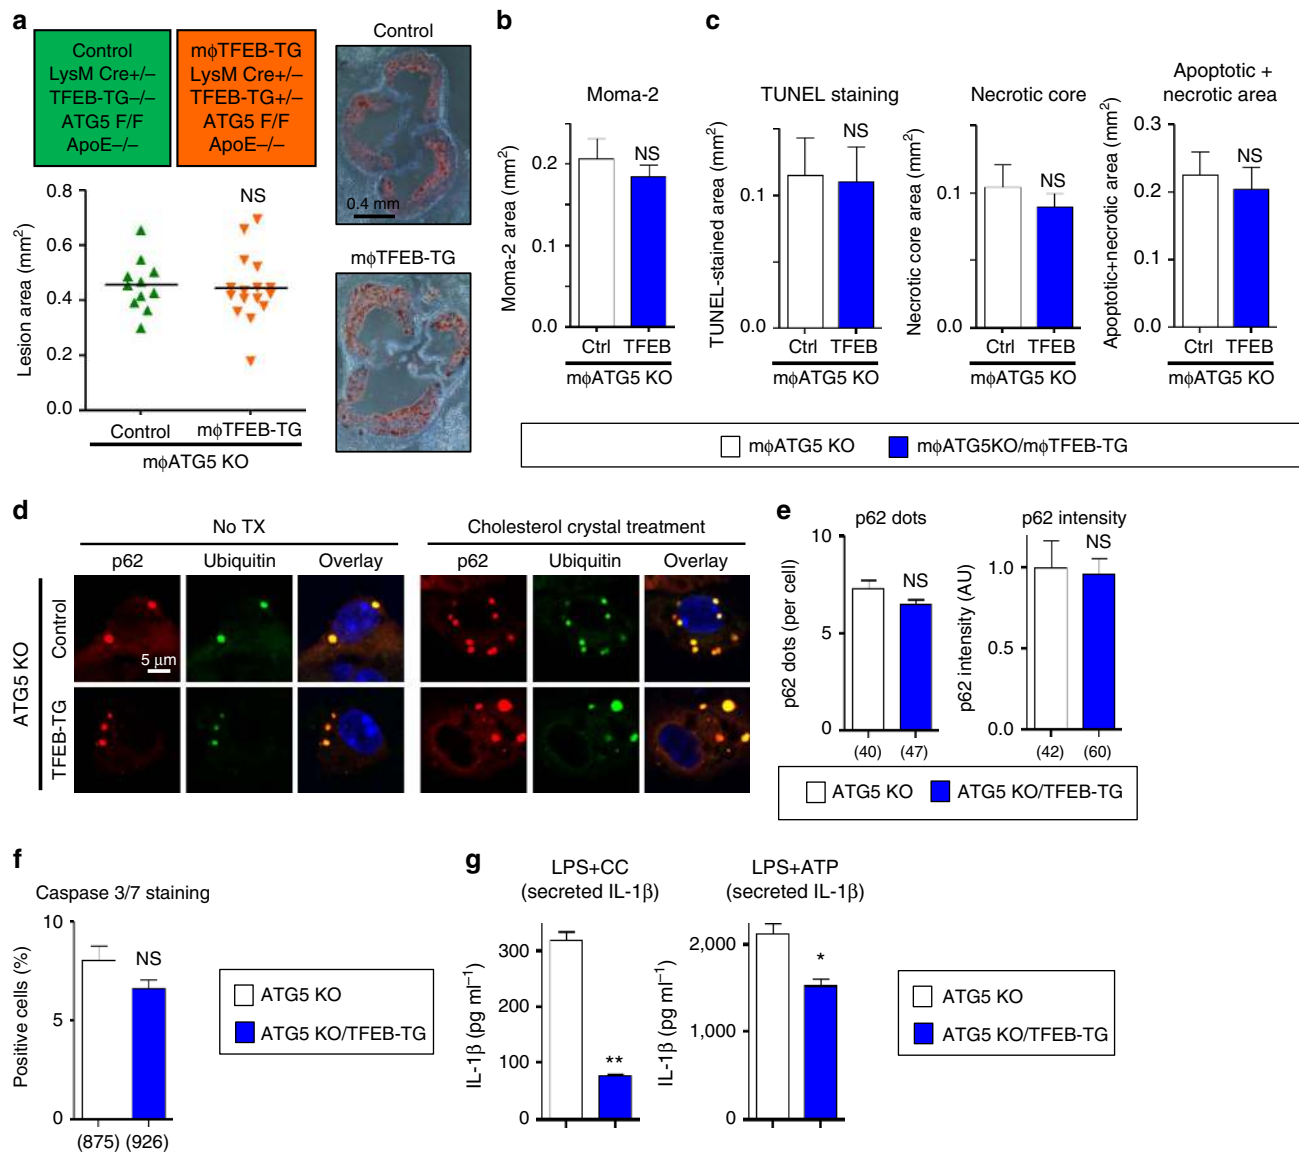 a
Control
LysM Cre+/–
TFEB-TG–/–
ATG5 F/F
ApoE–/–
mϕTFEB-TG
LysM Cre+/–
TFEB-TG+/–
ATG5 F/F
ApoE–/–
Lesion area (mm²)
0.8
0.6
0.4
0.2
0.0
NS
Control
mϕTFEB-TG
mϕATG5 KO
Control
0.4 mm
mϕTFEB-TG
b
Moma-2
Moma-2 area (mm²)
0.2
0.1
0.0
NS
Ctrl TFEB
mϕATG5 KO
c
TUNEL staining
TUNEL-stained area (mm²)
0.1
0.0
NS
Ctrl TFEB
mϕATG5 KO
Necrotic core
Necrotic core area (mm²)
0.1
0.0
NS
Ctrl TFEB
mϕATG5 KO
Apoptotic +
necrotic area
Apoptotic+necrotic area (mm²)
0.3
0.2
0.1
0.0
NS
Ctrl TFEB
mϕATG5 KO
mϕATG5 KO
mϕATG5KO/mϕTFEB-TG
d
No TX
Cholesterol crystal treatment
p62 Ubiquitin Overlay
p62 Ubiquitin Overlay
ATG5 KO
Control
TFEB-TG
5 μm
e
p62 dots
p62 dots (per cell)
10
5
0
NS
(40) (47)
p62 intensity
p62 intensity (AU)
1.0
0.5
0.0
NS
(42) (60)
ATG5 KO
ATG5 KO/TFEB-TG
f
Caspase 3/7 staining
Positive cells (%)
10
5
0
NS
(875) (926)
ATG5 KO
ATG5 KO/TFEB-TG
g
LPS+CC
(secreted IL-1β)
IL-1β (pg ml⁻¹)
300
200
100
0
**
LPS+ATP
(secreted IL-1β)
IL-1β (pg ml⁻¹)
2,000
1,000
0
*
ATG5 KO
ATG5 KO/TFEB-TG